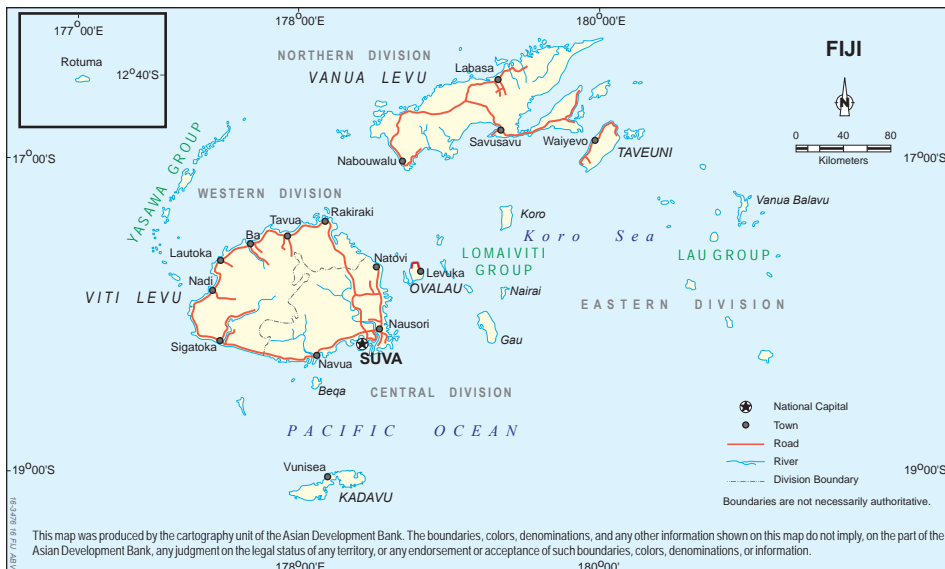 177°00'E
178°00'E
180°00'E
Rotuma
12°40'S
FIJI
N
0 40 80
Kilometers
NORTHERN DIVISION
VANUA LEVU
Labasa
Savusavu
Waiyevo
TAVEUNI
Nabouwalu
17°00'S
17°00'S
YASAWA GROUP
WESTERN DIVISION
Rakiraki
Tavua
Ba
Lautoka
Nadi
VITI LEVU
Sigatoka
Natovi
Nausori
SUVA
Navua
Beqa
Koro
Koro Sea
LOMAIVITI
GROUP
Levuka
OVALAU
Nairai
Gau
Vanua Balavu
LAU GROUP
EASTERN DIVISION
CENTRAL DIVISION
PACIFIC OCEAN
Vunisea
KADAVU
19°00'S
19°00'S
National Capital
Town
Road
River
Division Boundary
Boundaries are not necessarily authoritative.
This map was produced by the cartography unit of the Asian Development Bank. The boundaries, colors, denominations, and any other information shown on this map do not imply, on the part of the
Asian Development Bank, any judgment on the legal status of any territory, or any endorsement or acceptance of such boundaries, colors, denominations, or information.
178°00'E
180°00'